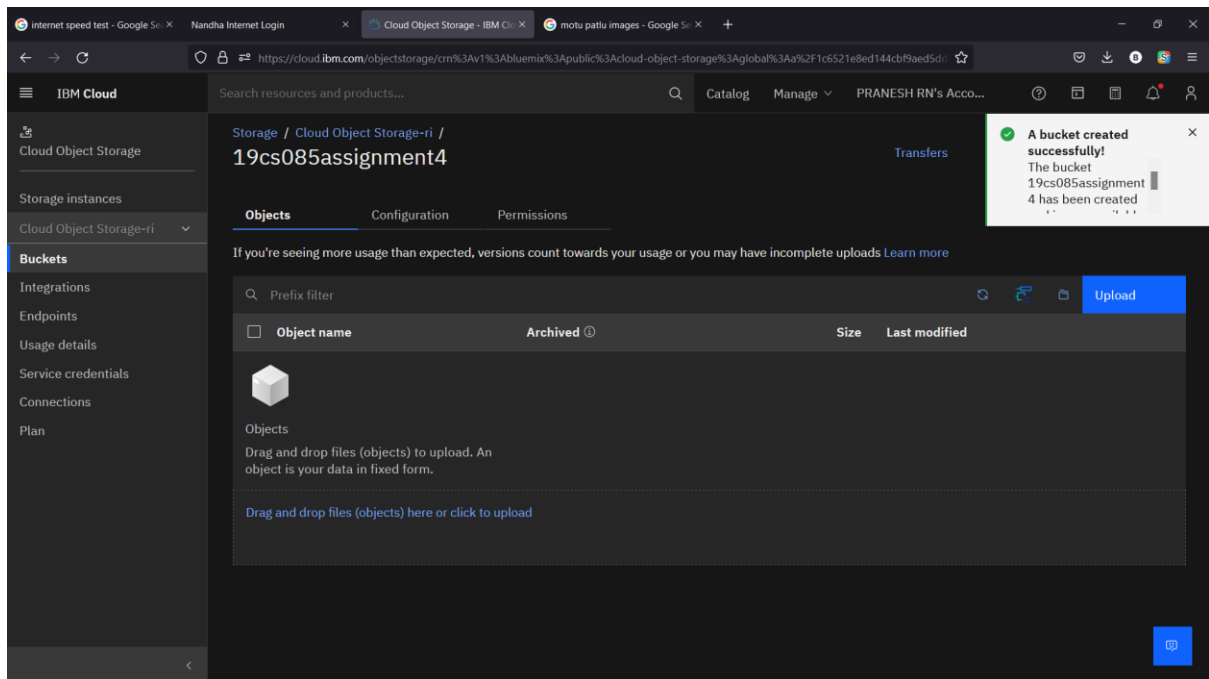 internet speed test - Google Se
Nandha Internet Login
Cloud Object Storage - IBM Clo
motu patlu images - Google Se
https://cloud.ibm.com/objectstorage/crn%3Av1%3Abluemix%3Apublic%3Acloud-object-storage%3Aglobal%3Aa%2F1c6521e8ed144cbf9aed5dd
IBM Cloud
Search resources and products...
Catalog
Manage
PRANESH RN's Acco...
Cloud Object Storage
Storage instances
Cloud Object Storage-ri
Buckets
Integrations
Endpoints
Usage details
Service credentials
Connections
Plan
Storage / Cloud Object Storage-ri /
19cs085assignment4
Transfers
A bucket created
successfully!
The bucket
19cs085assignment
4 has been created
Objects
Configuration
Permissions
If you're seeing more usage than expected, versions count towards your usage or you may have incomplete uploads Learn more
Prefix filter
Upload
Object name
Archived
Size
Last modified
Objects
Drag and drop files (objects) to upload. An
object is your data in fixed form.
Drag and drop files (objects) here or click to upload